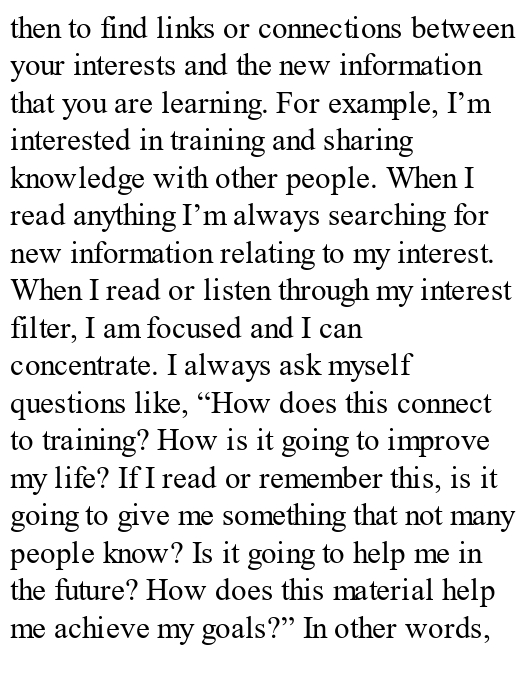 then to find links or connections between
your interests and the new information
that you are learning. For example, I’m
interested in training and sharing
knowledge with other people. When I
read anything I’m always searching for
new information relating to my interest.
When I read or listen through my interest
filter, I am focused and I can
concentrate. I always ask myself
questions like, “How does this connect
to training? How is it going to improve
my life? If I read or remember this, is it
going to give me something that not many
people know? Is it going to help me in
the future? How does this material help
me achieve my goals?” In other words,